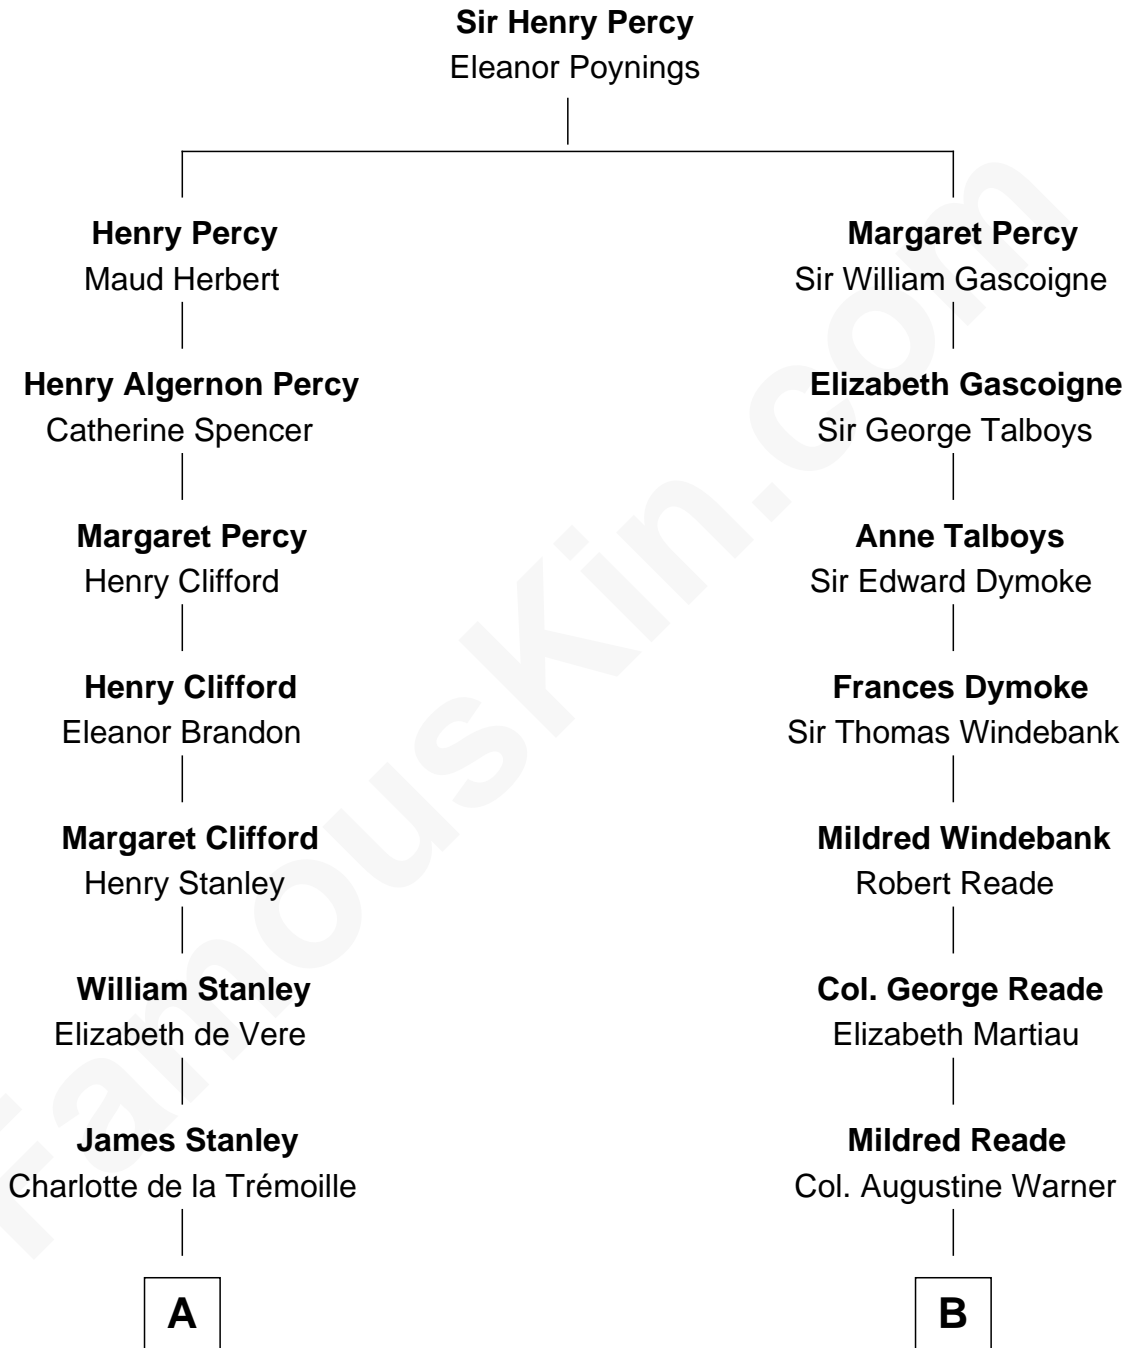 Sir Henry Percy
Eleanor Poynings
Henry Percy
Maud Herbert
Margaret Percy
Sir William Gascoigne
Henry Algernon Percy
Catherine Spencer
Elizabeth Gascoigne
Sir George Talboys
Margaret Percy
Henry Clifford
Anne Talboys
Sir Edward Dymoke
Henry Clifford
Eleanor Brandon
Frances Dymoke
Sir Thomas Windebank
Margaret Clifford
Henry Stanley
Mildred Windebank
Robert Reade
William Stanley
Elizabeth de Vere
Col. George Reade
Elizabeth Martiau
James Stanley
Charlotte de la Trémoille
Mildred Reade
Col. Augustine Warner
A
B
FamousKin.com